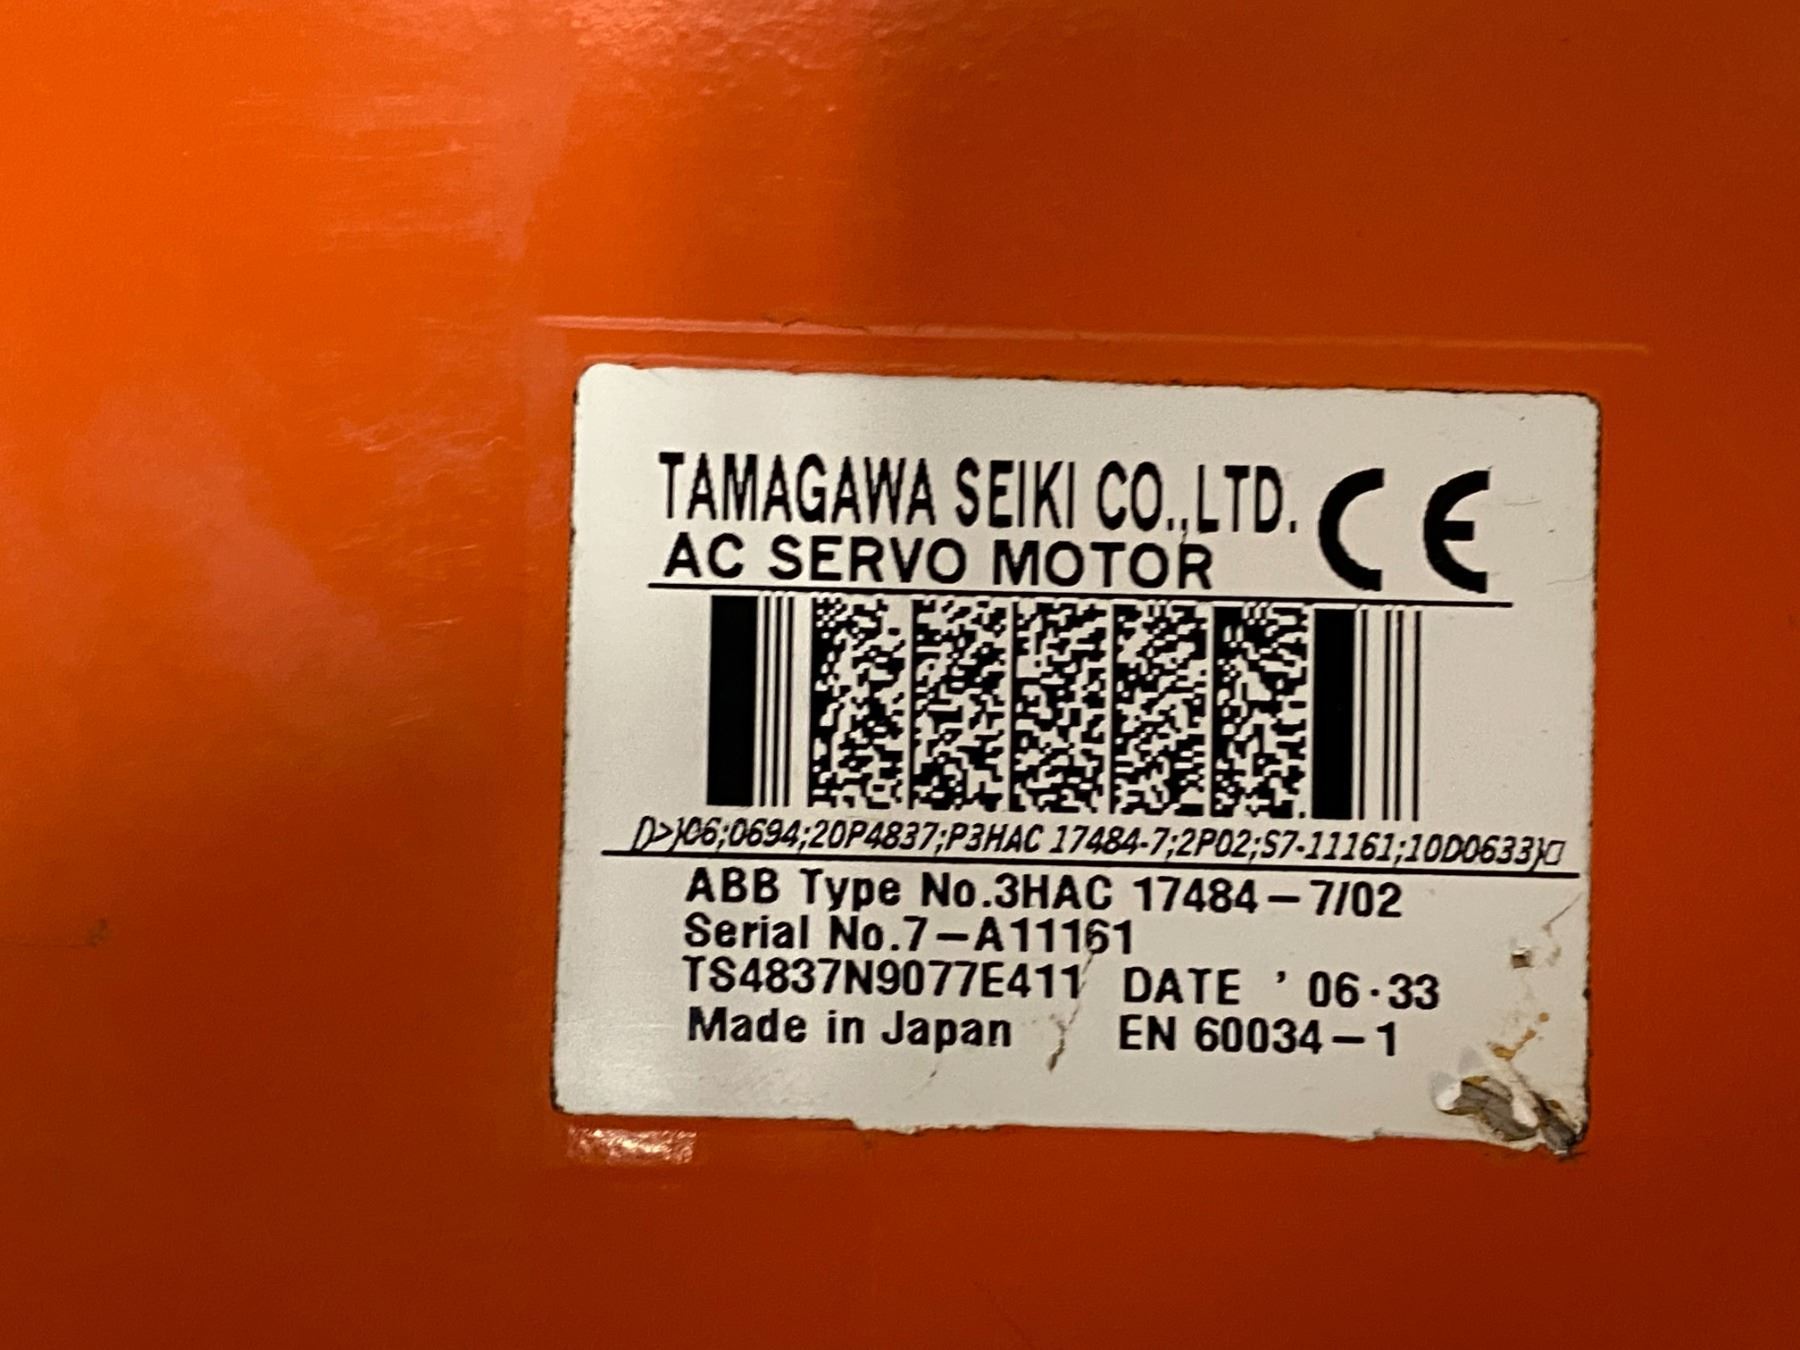 TAMAGAWA SEIKI CO.,LTD. CE
AC SERVO MOTOR
[)>}06;0694;20P4837;P3HAC 17484-7;2P02;S7-11161;10D0633}
ABB Type No.3HAC 17484-7/02
Serial No.7-A11161
TS4837N9077E411 DATE '06·33
Made in Japan EN 60034-1